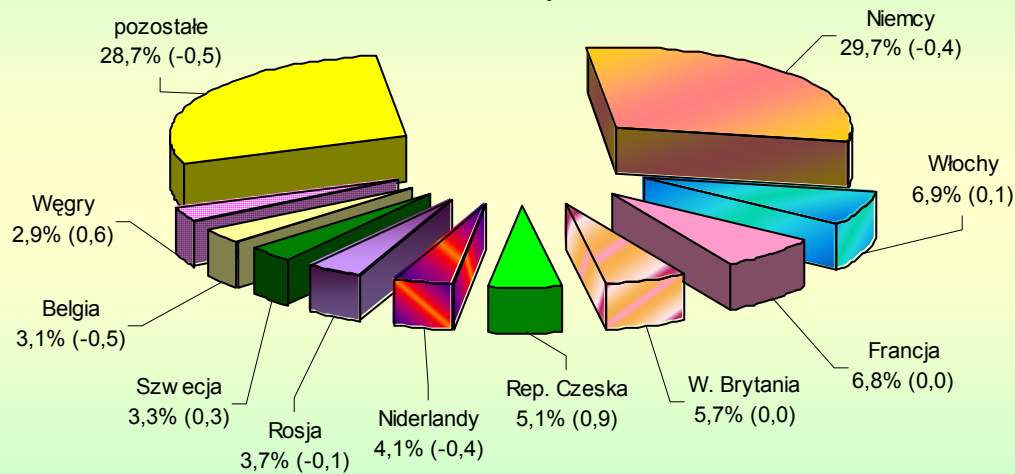 pozostałe
28,7% (-0,5)
Niemcy
29,7% (-0,4)
Włochy
6,9% (0,1)
Francja
6,8% (0,0)
W. Brytania
5,7% (0,0)
Rep. Czeska
5,1% (0,9)
Niderlandy
4,1% (-0,4)
Rosja
3,7% (-0,1)
Szwecja
3,3% (0,3)
Belgia
3,1% (-0,5)
Węgry
2,9% (0,6)